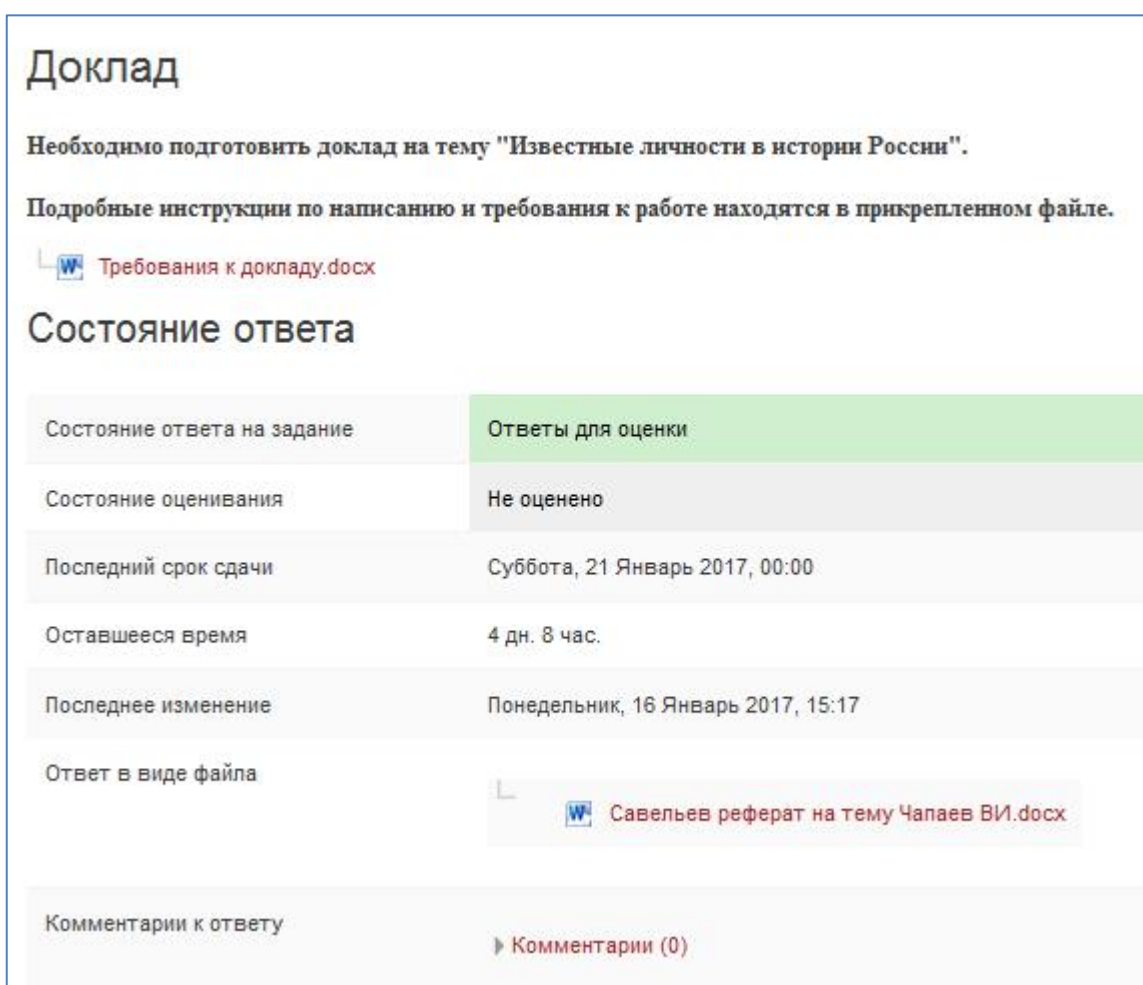 Доклад
Необходимо подготовить доклад на тему "Известные личности в истории России".
Подробные инструкции по написанию и требования к работе находятся в прикрепленном файле.
Требования к докладу.docx
Состояние ответа
Состояние ответа на задание Ответы для оценки
Состояние оценивания Не оценено
Последний срок сдачи Суббота, 21 Январь 2017, 00:00
Оставшееся время 4 дн. 8 час.
Последнее изменение Понедельник, 16 Январь 2017, 15:17
Ответ в виде файла
Савельев реферат на тему Чапаев ВИ.docx
Комментарии к ответу
Комментарии (0)